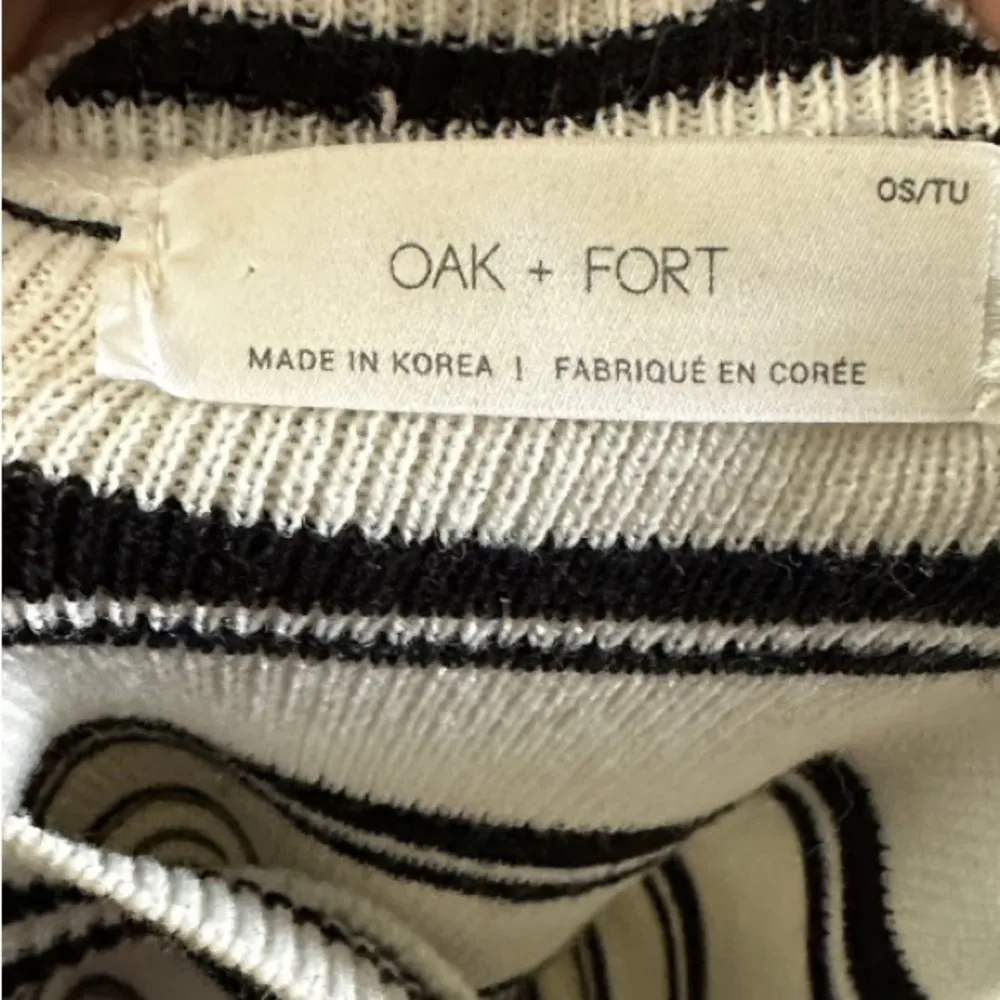 OS/TU
OAK + FORT
MADE IN KOREA | FABRIQUÉ EN CORÉE